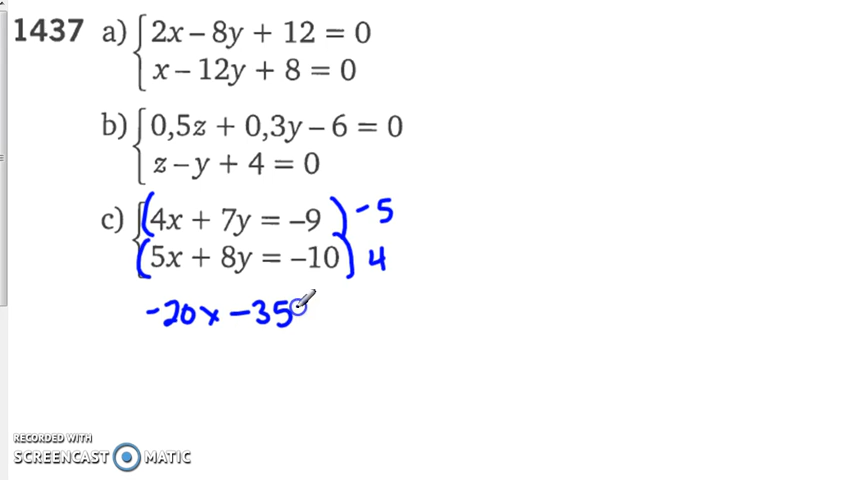 1437 a) 2x – 8y + 12 = 0
x – 12y + 8 = 0
b) 0,5z + 0,3y – 6 = 0
z – y + 4 = 0
c) (4x + 7y = –9) -5
(5x + 8y = –10) 4
-20x -35
RECORDED WITH
SCREENCAST MATIC